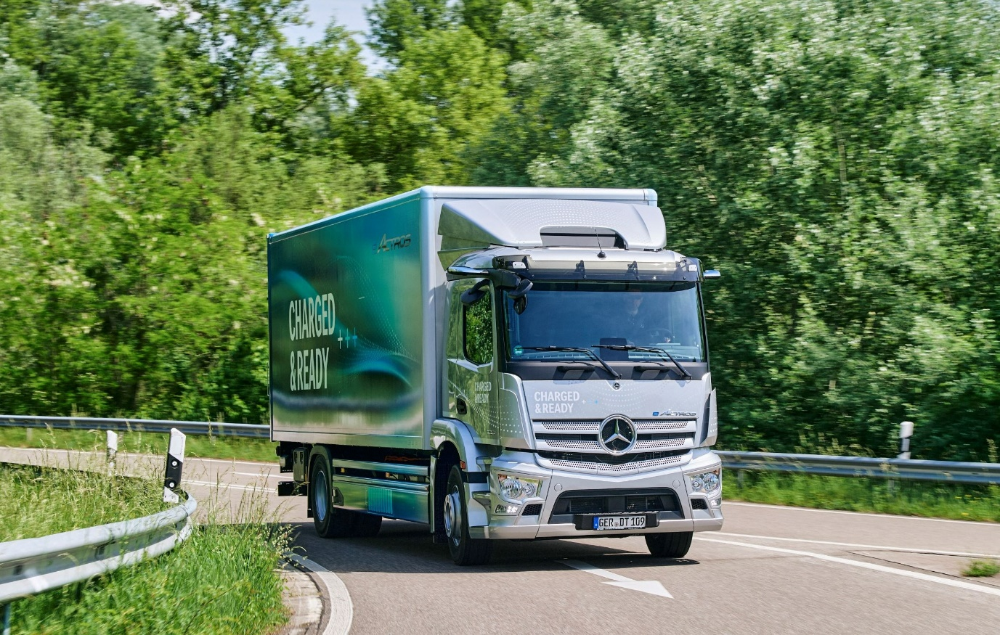 eACTROS
CHARGED
&READY
CHARGED
&READY
CHARGED
&READY
eACTROS
GER DT 109